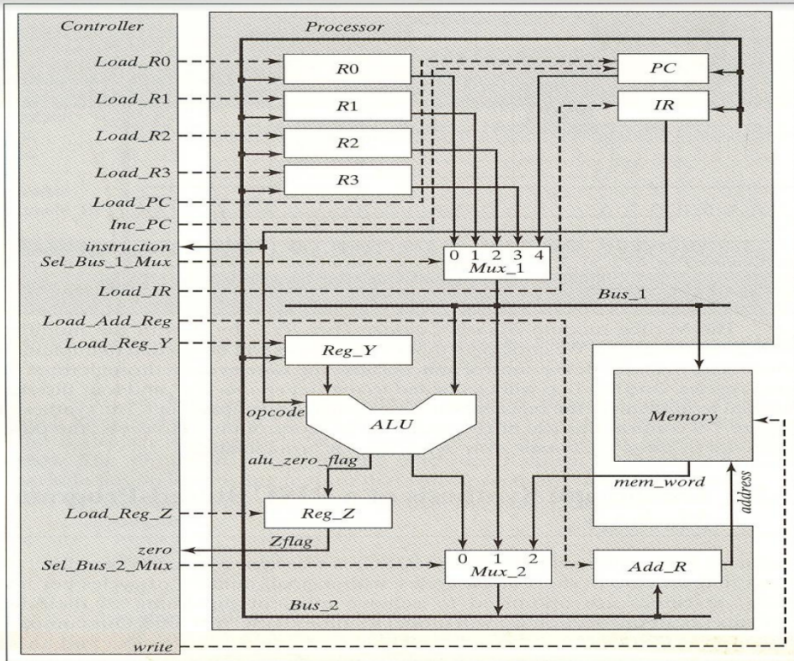 Controller
Processor
Load_R0
R0
PC
Load_R1
R1
IR
Load_R2
R2
Load_R3
R3
Load_PC
Inc_PC
instruction
0 1 2 3 4
Sel_Bus_1_Mux
Mux_1
Load_IR
Bus_1
Load_Add_Reg
Load_Reg_Y
Reg_Y
opcode
ALU
Memory
alu_zero_flag
mem_word
address
Load_Reg_Z
Reg_Z
zero
Zflag
0 1 2
Sel_Bus_2_Mux
Mux_2
Add_R
Bus_2
write